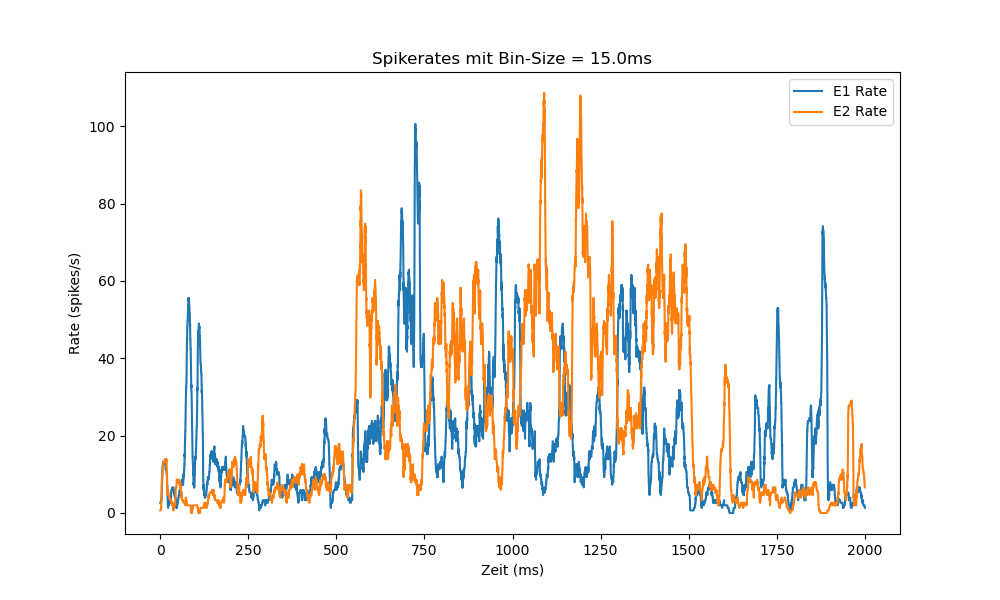 Spikerates mit Bin-Size = 15.0ms
E1 Rate
E2 Rate
Rate (spikes/s)
100
80
60
40
20
0
0 250 500 750 1000 1250 1500 1750 2000
Zeit (ms)